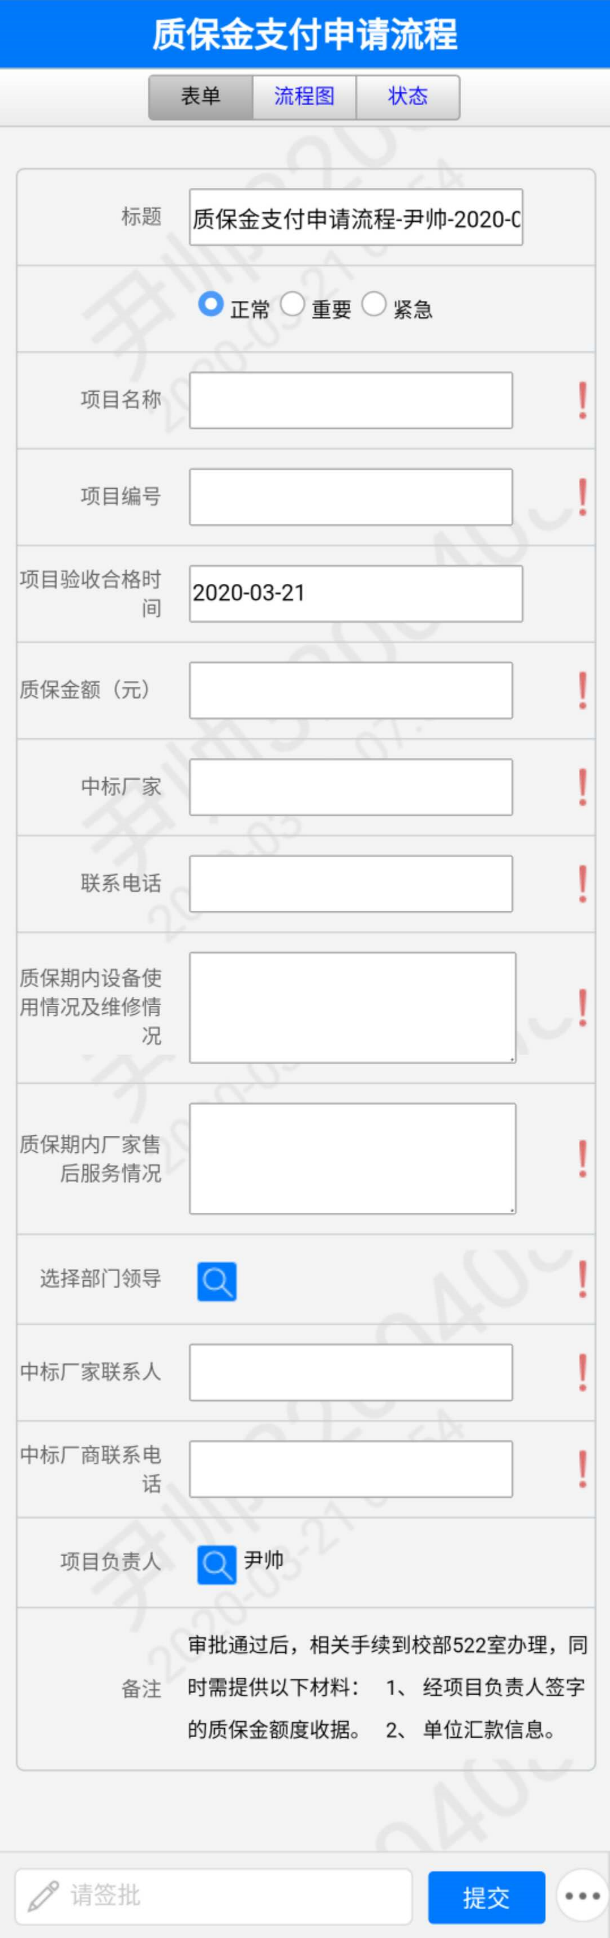 质保金支付申请流程
表单 流程图 状态
标题 质保金支付申请流程-尹帅-2020-0
正常 重要 紧急
项目名称
项目编号
项目验收合格时
间
2020-03-21
质保金额（元）
中标厂家
联系电话
质保期内设备使
用情况及维修情
况
质保期内厂家售
后服务情况
选择部门领导
中标厂家联系人
中标厂商联系电
话
项目负责人 尹帅
备注
审批通过后，相关手续到校部522室办理，同
时需提供以下材料： 1、 经项目负责人签字
的质保金额度收据。 2、 单位汇款信息。
请签批 提交